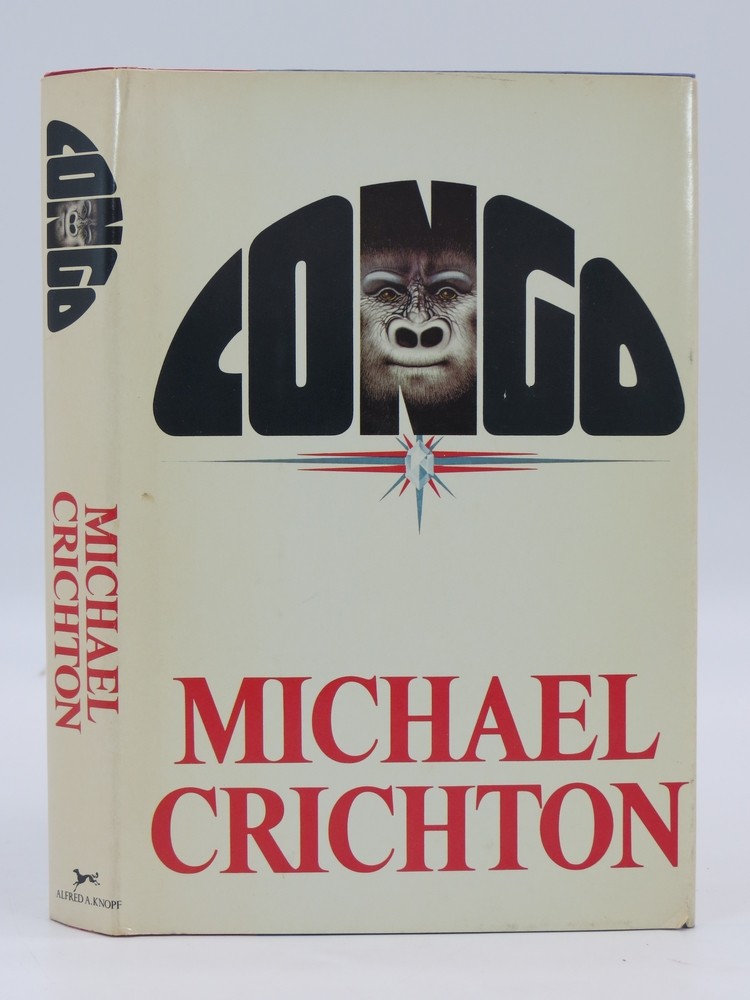 CONGO
MICHAEL
CRICHTON
ALFRED A. KNOPF
CONGO
MICHAEL
CRICHTON